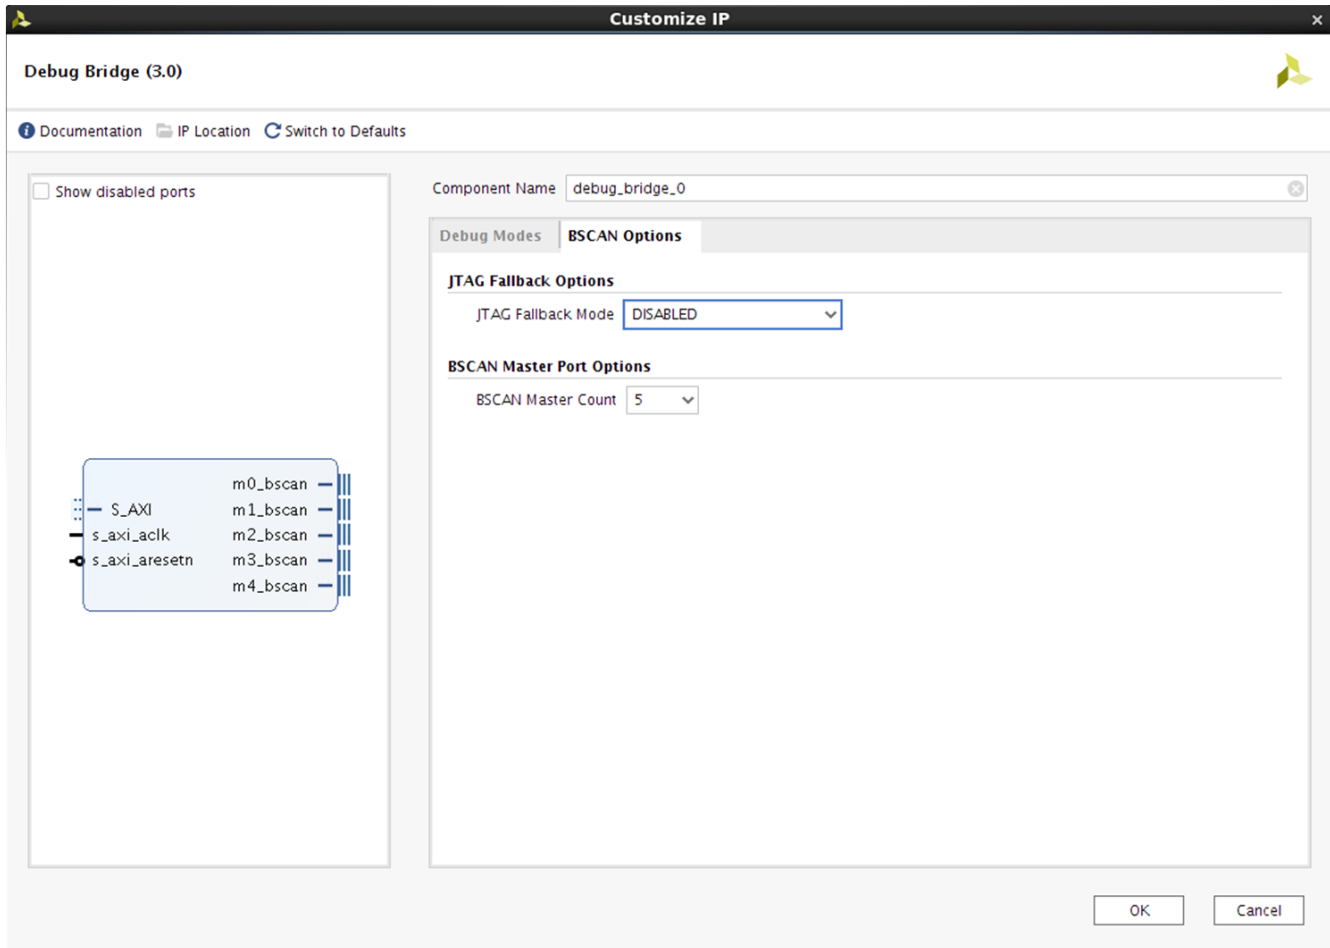 Customize IP
Debug Bridge (3.0)
Documentation IP Location Switch to Defaults
Show disabled ports
Component Name debug_bridge_0
Debug Modes BSCAN Options
JTAG Fallback Options
JTAG Fallback Mode DISABLED
BSCAN Master Port Options
BSCAN Master Count 5
m0_bscan
S_AXI m1_bscan
s_axi_aclk m2_bscan
s_axi_aresetn m3_bscan
m4_bscan
OK Cancel